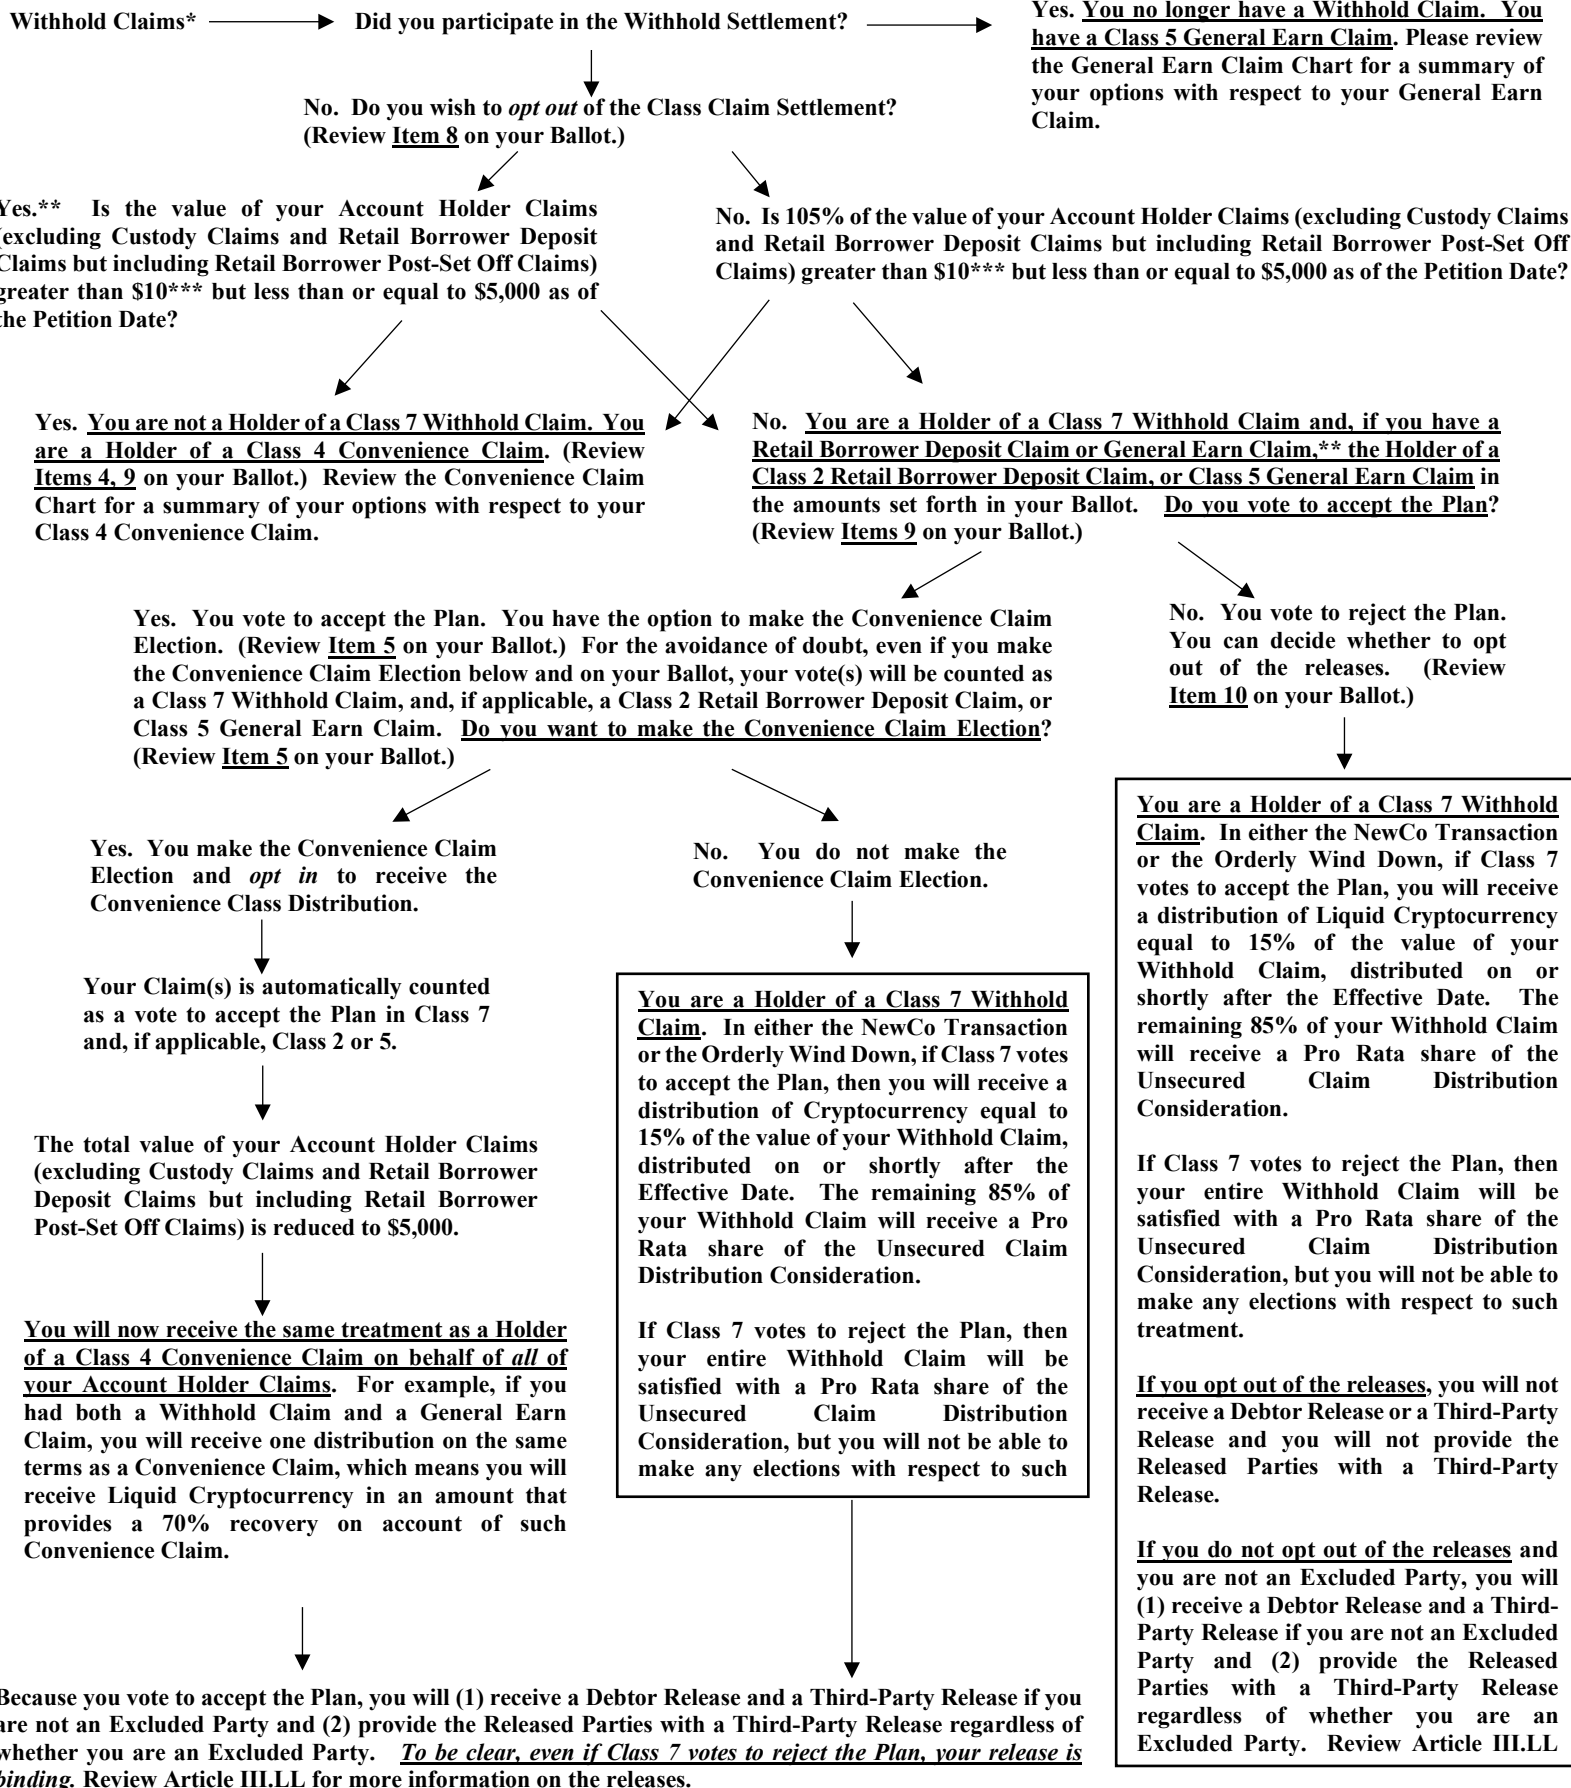 Withhold Claims*
Did you participate in the Withhold Settlement?
Yes. You no longer have a Withhold Claim. You
have a Class 5 General Earn Claim. Please review
the General Earn Claim Chart for a summary of
your options with respect to your General Earn
Claim.
No. Do you wish to opt out of the Class Claim Settlement?
(Review Item 8 on your Ballot.)
Yes.** Is the value of your Account Holder Claims
(excluding Custody Claims and Retail Borrower Deposit
Claims but including Retail Borrower Post-Set Off Claims)
greater than $10*** but less than or equal to $5,000 as of
the Petition Date?
No. Is 105% of the value of your Account Holder Claims (excluding Custody Claims
and Retail Borrower Deposit Claims but including Retail Borrower Post-Set Off
Claims) greater than $10*** but less than or equal to $5,000 as of the Petition Date?
Yes. You are not a Holder of a Class 7 Withhold Claim. You
are a Holder of a Class 4 Convenience Claim. (Review
Items 4, 9 on your Ballot.) Review the Convenience Claim
Chart for a summary of your options with respect to your
Class 4 Convenience Claim.
No. You are a Holder of a Class 7 Withhold Claim and, if you have a
Retail Borrower Deposit Claim or General Earn Claim,** the Holder of a
Class 2 Retail Borrower Deposit Claim, or Class 5 General Earn Claim in
the amounts set forth in your Ballot. Do you vote to accept the Plan?
(Review Items 9 on your Ballot.)
Yes. You vote to accept the Plan. You have the option to make the Convenience Claim
Election. (Review Item 5 on your Ballot.) For the avoidance of doubt, even if you make
the Convenience Claim Election below and on your Ballot, your vote(s) will be counted as
a Class 7 Withhold Claim, and, if applicable, a Class 2 Retail Borrower Deposit Claim, or
Class 5 General Earn Claim. Do you want to make the Convenience Claim Election?
(Review Item 5 on your Ballot.)
No. You vote to reject the Plan.
You can decide whether to opt
out of the releases. (Review
Item 10 on your Ballot.)
Yes. You make the Convenience Claim
Election and opt in to receive the
Convenience Class Distribution.
No. You do not make the
Convenience Claim Election.
Your Claim(s) is automatically counted
as a vote to accept the Plan in Class 7
and, if applicable, Class 2 or 5.
The total value of your Account Holder Claims
(excluding Custody Claims and Retail Borrower
Deposit Claims but including Retail Borrower
Post-Set Off Claims) is reduced to $5,000.
You will now receive the same treatment as a Holder
of a Class 4 Convenience Claim on behalf of all of
your Account Holder Claims. For example, if you
had both a Withhold Claim and a General Earn
Claim, you will receive one distribution on the same
terms as a Convenience Claim, which means you will
receive Liquid Cryptocurrency in an amount that
provides a 70% recovery on account of such
Convenience Claim.
You are a Holder of a Class 7 Withhold
Claim. In either the NewCo Transaction
or the Orderly Wind Down, if Class 7 votes
to accept the Plan, then you will receive a
distribution of Cryptocurrency equal to
15% of the value of your Withhold Claim,
distributed on or shortly after the
Effective Date. The remaining 85% of
your Withhold Claim will receive a Pro
Rata share of the Unsecured Claim
Distribution Consideration.
If Class 7 votes to reject the Plan, then
your entire Withhold Claim will be
satisfied with a Pro Rata share of the
Unsecured Claim Distribution
Consideration, but you will not be able to
make any elections with respect to such
You are a Holder of a Class 7 Withhold
Claim. In either the NewCo Transaction
or the Orderly Wind Down, if Class 7
votes to accept the Plan, you will receive
a distribution of Liquid Cryptocurrency
equal to 15% of the value of your
Withhold Claim, distributed on or
shortly after the Effective Date. The
remaining 85% of your Withhold Claim
will receive a Pro Rata share of the
Unsecured Claim Distribution
Consideration.
If Class 7 votes to reject the Plan, then
your entire Withhold Claim will be
satisfied with a Pro Rata share of the
Unsecured Claim Distribution
Consideration, but you will not be able to
make any elections with respect to such
treatment.
If you opt out of the releases, you will not
receive a Debtor Release or a Third-Party
Release and you will not provide the
Released Parties with a Third-Party
Release.
If you do not opt out of the releases and
you are not an Excluded Party, you will
(1) receive a Debtor Release and a Third-
Party Release if you are not an Excluded
Party and (2) provide the Released
Parties with a Third-Party Release
regardless of whether you are an
Excluded Party. Review Article III.LL
Because you vote to accept the Plan, you will (1) receive a Debtor Release and a Third-Party Release if you
are not an Excluded Party and (2) provide the Released Parties with a Third-Party Release regardless of
whether you are an Excluded Party. To be clear, even if Class 7 votes to reject the Plan, your release is
binding. Review Article III.LL for more information on the releases.